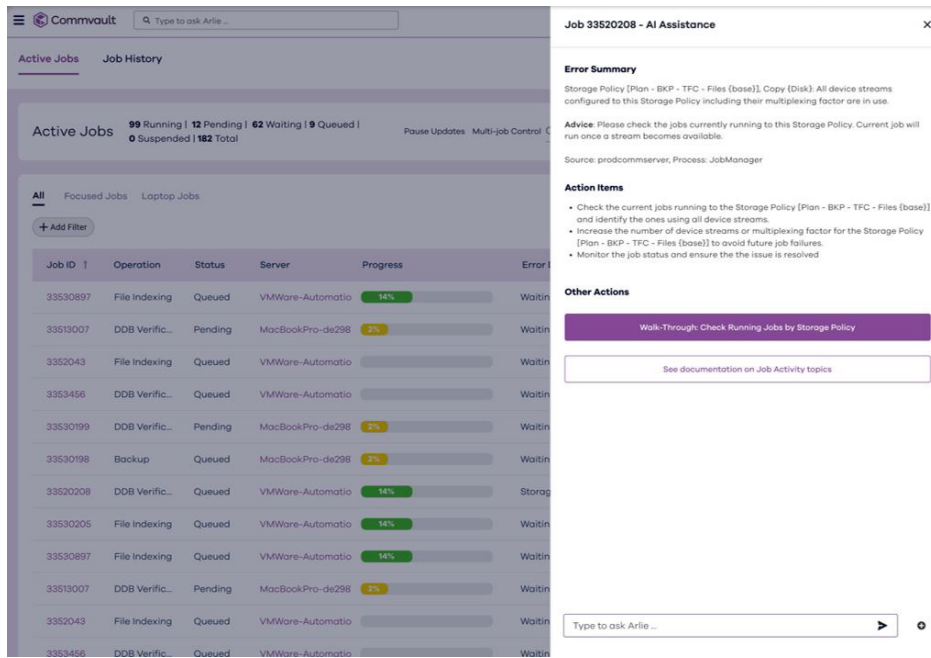 Commvault
Type to ask Arlie ...
Active Jobs
Job History
Active Jobs
99 Running | 12 Pending | 62 Waiting | 9 Queued |
0 Suspended | 182 Total
Pause Updates Multi-job Control
All Focused Jobs Laptop Jobs
+ Add Filter
Job ID ↑ Operation Status Server Progress Error
33530897 File Indexing Queued VMWare-Automatio 14% Waitin
33513007 DDB Verific... Pending MacBookPro-de298 2% Waitin
3352043 File Indexing Queued VMWare-Automatio Waitin
3353456 DDB Verific... Queued VMWare-Automatio Waitin
33530199 DDB Verific... Pending MacBookPro-de298 2% Waitin
33530198 Backup Queued MacBookPro-de298 2% Waitin
33520208 DDB Verific... Queued VMWare-Automatio 14% Storag
33530205 File Indexing Queued VMWare-Automatio 14% Waitin
33530897 File Indexing Queued VMWare-Automatio 14% Waitin
33513007 DDB Verific... Pending MacBookPro-de298 2% Waitin
3352043 File Indexing Queued VMWare-Automatio Waitin
3353456 DDB Verific... Queued VMWare-Automatio Waitin
Job 33520208 - AI Assistance
Error Summary
Storage Policy [Plan - BKP - TFC - Files {base}], Copy {Disk}: All device streams
configured to this Storage Policy including their multiplexing factor are in use.
Advice: Please check the jobs currently running to this Storage Policy. Current job will
run once a stream becomes available.
Source: prodcommserver, Process: JobManager
Action Items
• Check the current jobs running to the Storage Policy [Plan - BKP - TFC - Files {base}]
and identify the ones using all device streams.
• Increase the number of device streams or multiplexing factor for the Storage Policy
[Plan - BKP - TFC - Files {base}] to avoid future job failures.
• Monitor the job status and ensure the the issue is resolved
Other Actions
Walk-Through: Check Running Jobs by Storage Policy
See documentation on Job Activity topics
Type to ask Arlie ...